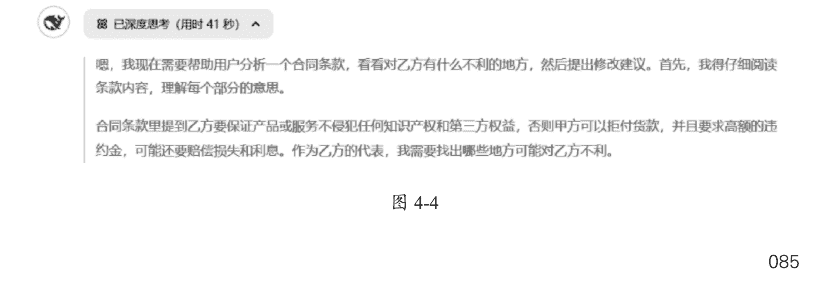 已深度思考（用时 41 秒）
嗯，我现在需要帮助用户分析一个合同条款，看看对乙方有什么不利的地方，然后提出修改建议。首先，我得仔细阅读
条款内容，理解每个部分的意思。
合同条款里提到乙方要保证产品或服务不侵犯任何知识产权和第三方权益，否则甲方可以拒付货款，并且要求高额的违
约金，可能还要赔偿损失和利息。作为乙方的代表，我需要找出哪些地方可能对乙方不利。
图 4-4
085